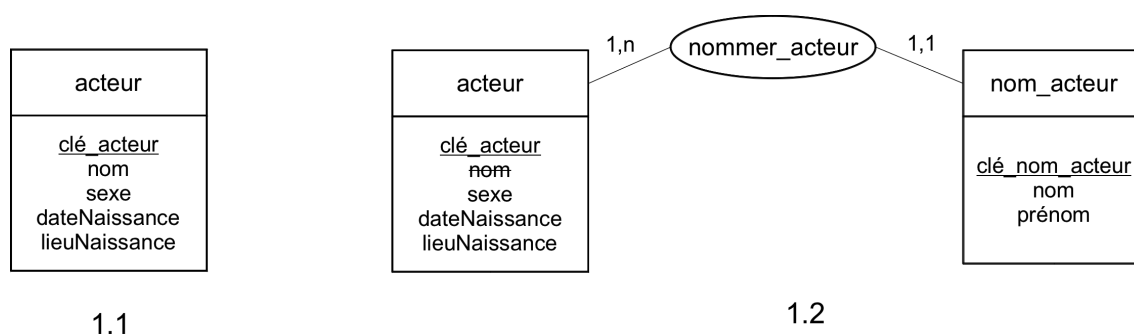 acteur
clé_acteur
nom
sexe
dateNaissance
lieuNaissance
1.1
acteur
clé_acteur
nom
sexe
dateNaissance
lieuNaissance
1,n
nommer_acteur
1,1
nom_acteur
clé_nom_acteur
nom
prénom
1.2